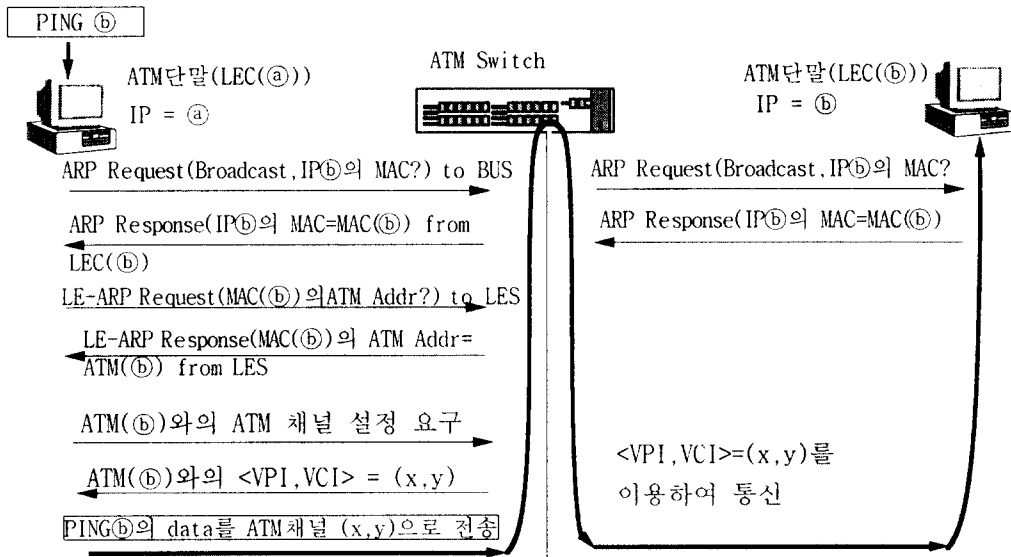 PING ⓑ
ATM단말(LEC(ⓐ))
IP = ⓐ
ATM Switch
ATM단말(LEC(ⓑ))
IP = ⓑ
ARP Request(Broadcast,IPⓑ의 MAC?) to BUS
ARP Response(IPⓑ의 MAC=MAC(ⓑ) from
LEC(ⓑ)
LE-ARP Request(MAC(ⓑ)의ATM Addr?) to LES
LE-ARP Response(MAC(ⓑ)의 ATM Addr=
ATM(ⓑ) from LES
ATM(ⓑ)와의 ATM 채널 설정 요구
ATM(ⓑ)와의 <VPI,VCI> = (x,y)
PINGⓑ의 data를 ATM채널 (x,y)으로 전송
ARP Request(Broadcast,IPⓑ의 MAC?
ARP Response(IPⓑ의 MAC=MAC(ⓑ)
<VPI,VCI>=(x,y)를
이용하여 통신